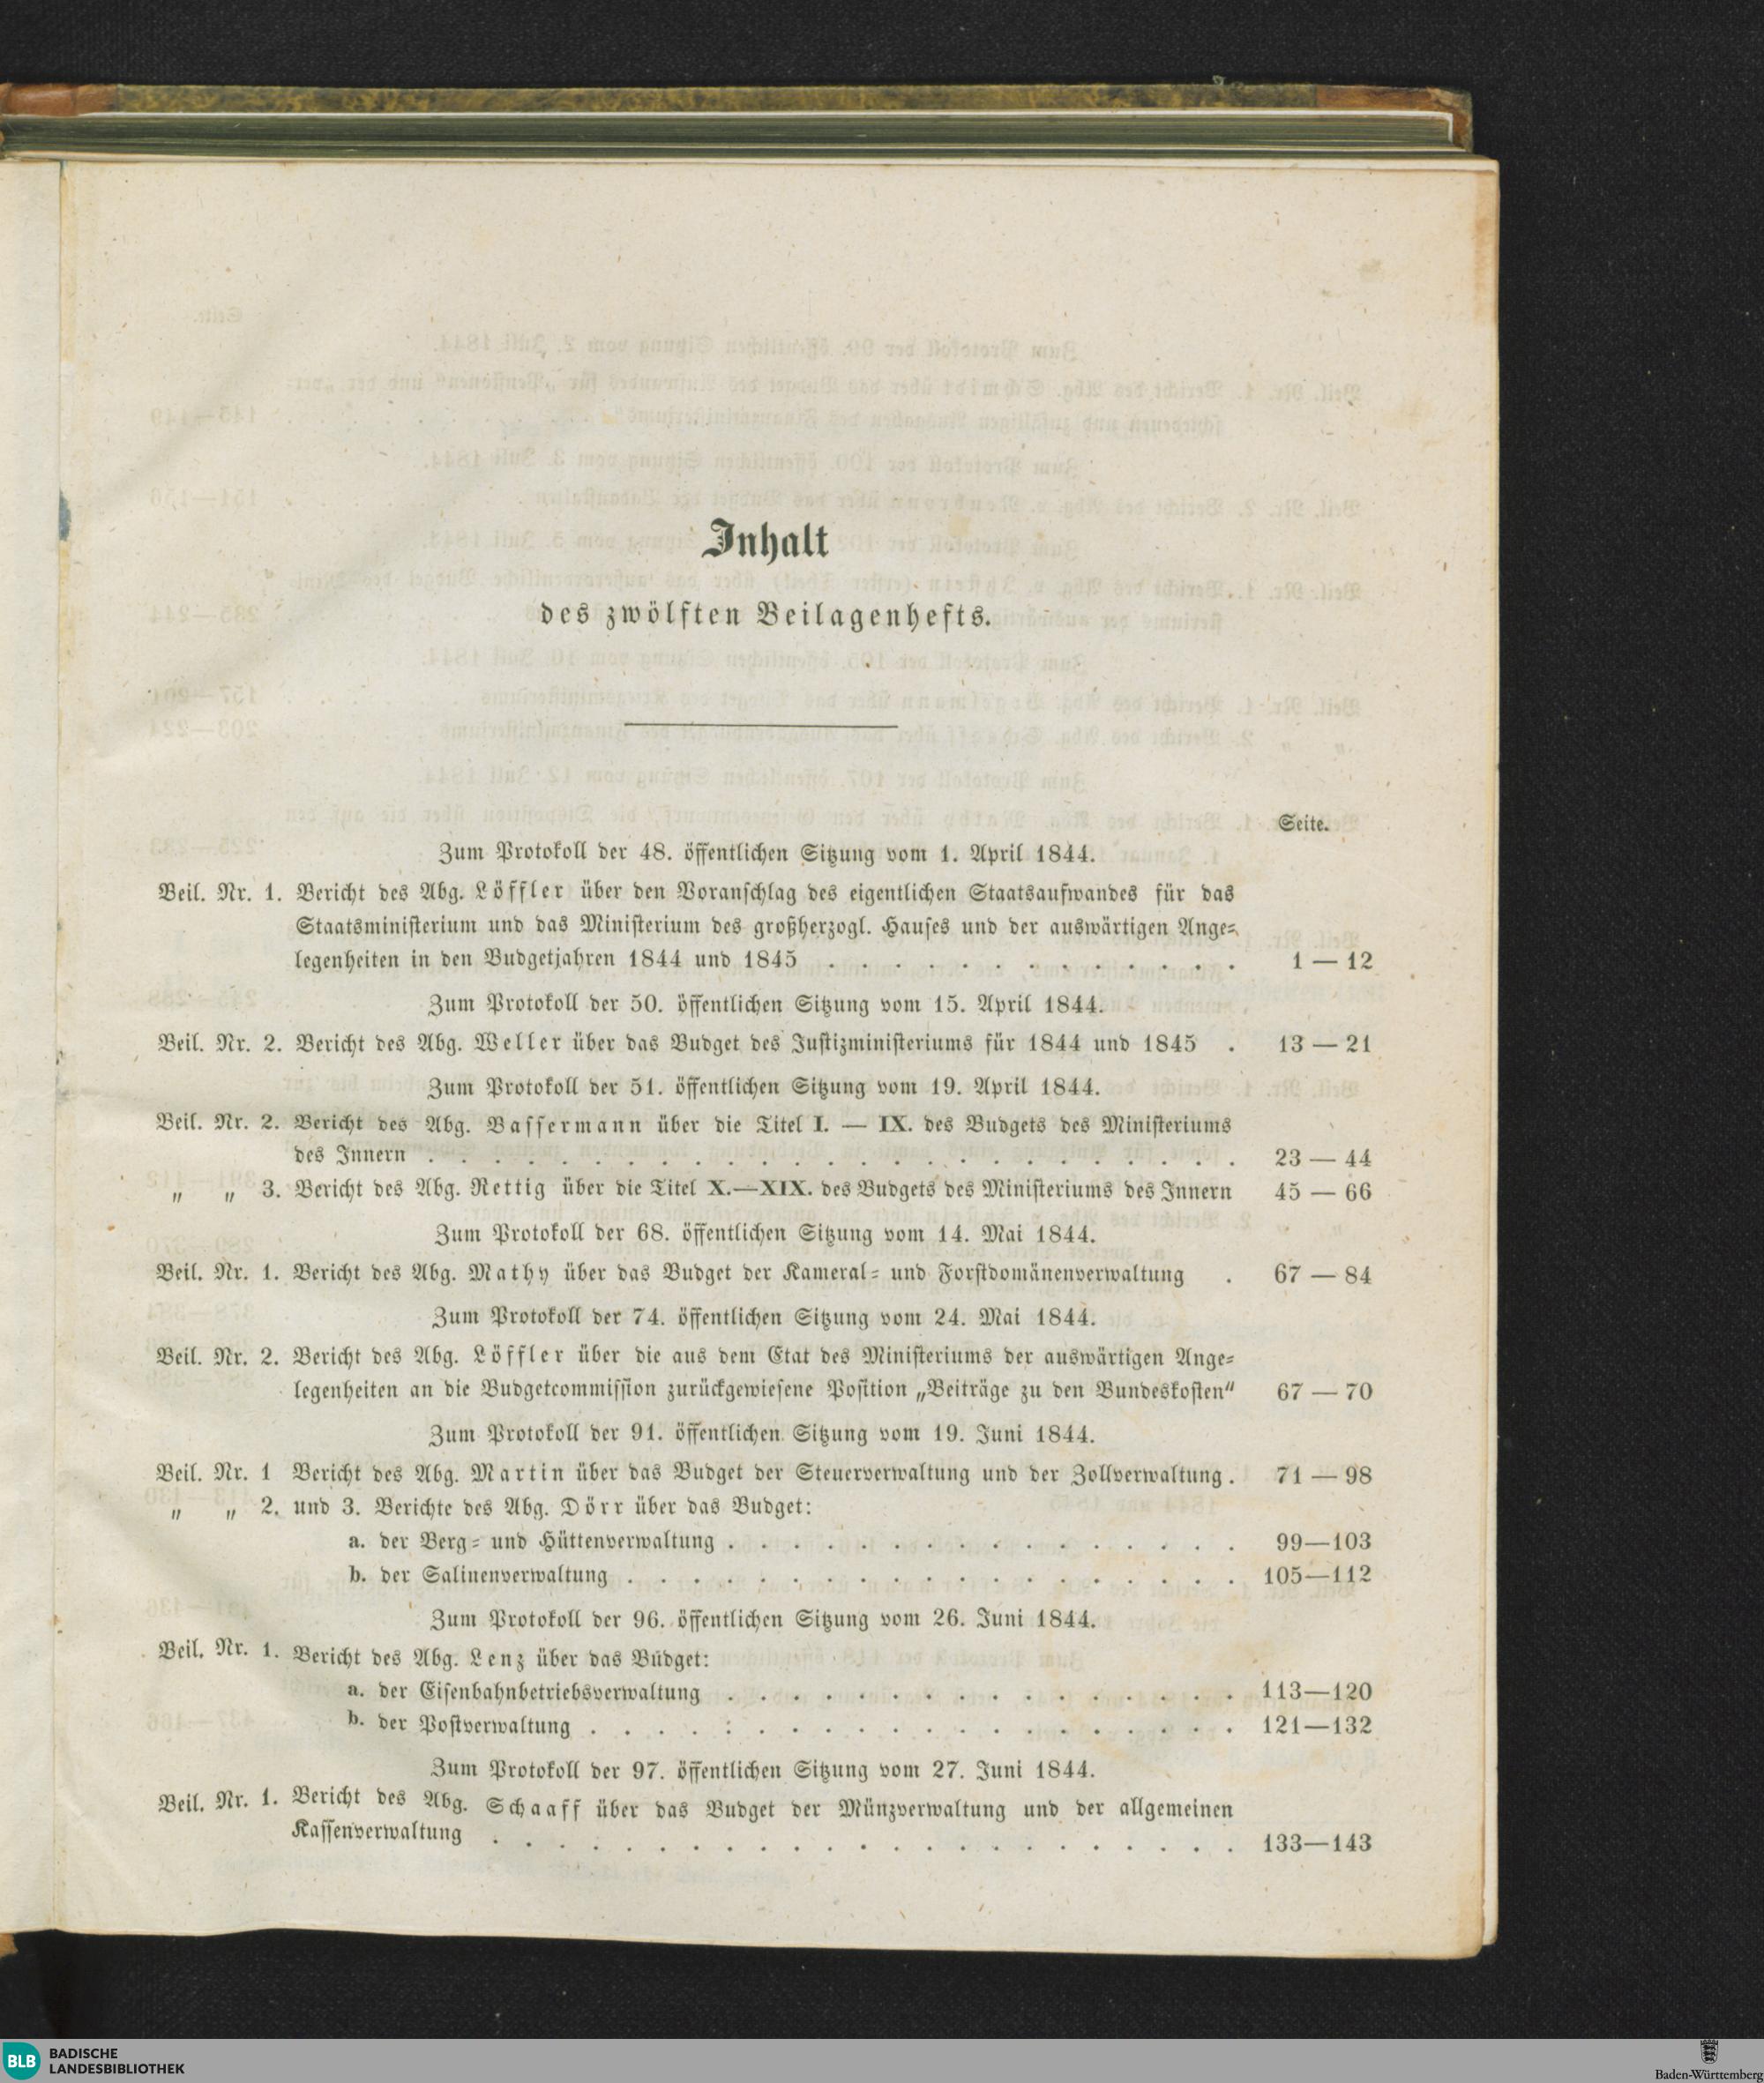 Inhalt
des zwölften Beilagenhefts.
Seite.
Zum Protokoll der 48. öffentlichen Sitzung vom 1. April 1844.
Beil. Nr. 1. Bericht des Abg. Löffler über den Voranschlag des eigentlichen Staatsaufwandes für das
Staatsministerium und das Ministerium des großherzogl. Hauses und der auswärtigen Ange-
legenheiten in den Budgetjahren 1844 und 1845 . . . . . . . . . . . . . 1 — 12
Zum Protokoll der 50. öffentlichen Sitzung vom 15. April 1844.
Beil. Nr. 2. Bericht des Abg. Weller über das Budget des Justizministeriums für 1844 und 1845 . 13 — 21
Zum Protokoll der 51. öffentlichen Sitzung vom 19. April 1844.
Beil. Nr. 2. Bericht des Abg. Bassermann über die Titel I. — IX. des Budgets des Ministeriums
des Innern . . . . . . . . . . . . . . . . . . . . . . . . . 23 — 44
„ „ 3. Bericht des Abg. Rettig über die Titel X.—XIX. des Budgets des Ministeriums des Innern 45 — 66
Zum Protokoll der 68. öffentlichen Sitzung vom 14. Mai 1844.
Beil. Nr. 1. Bericht des Abg. Mathy über das Budget der Kameral- und Forstdomänenverwaltung . 67 — 84
Zum Protokoll der 74. öffentlichen Sitzung vom 24. Mai 1844.
Beil. Nr. 2. Bericht des Abg. Löffler über die aus dem Etat des Ministeriums der auswärtigen Ange-
legenheiten an die Budgetcommission zurückgewiesene Position „Beiträge zu den Bundeskosten“ 67 — 70
Zum Protokoll der 91. öffentlichen Sitzung vom 19. Juni 1844.
Beil. Nr. 1 Bericht des Abg. Martin über das Budget der Steuerverwaltung und der Zollverwaltung . 71 — 98
„ „ 2. und 3. Berichte des Abg. Dörr über das Budget:
a. der Berg- und Hüttenverwaltung . . . . . . . . . . . . . . . . 99—103
b. der Salinenverwaltung . . . . . . . . . . . . . . . . . . . 105—112
Zum Protokoll der 96. öffentlichen Sitzung vom 26. Juni 1844.
Beil. Nr. 1. Bericht des Abg. Lenz über das Budget:
a. der Eisenbahnbetriebsverwaltung . . . . . . . . . . . . . . . . 113—120
b. der Postverwaltung . . . . . . . . . . . . . . . . . . . . 121—132
Zum Protokoll der 97. öffentlichen Sitzung vom 27. Juni 1844.
Beil. Nr. 1. Bericht des Abg. Schaaff über das Budget der Münzverwaltung und der allgemeinen
Kassenverwaltung . . . . . . . . . . . . . . . . . . . . . . . 133—143
BLB BADISCHE
LANDESBIBLIOTHEK
Baden-Württemberg